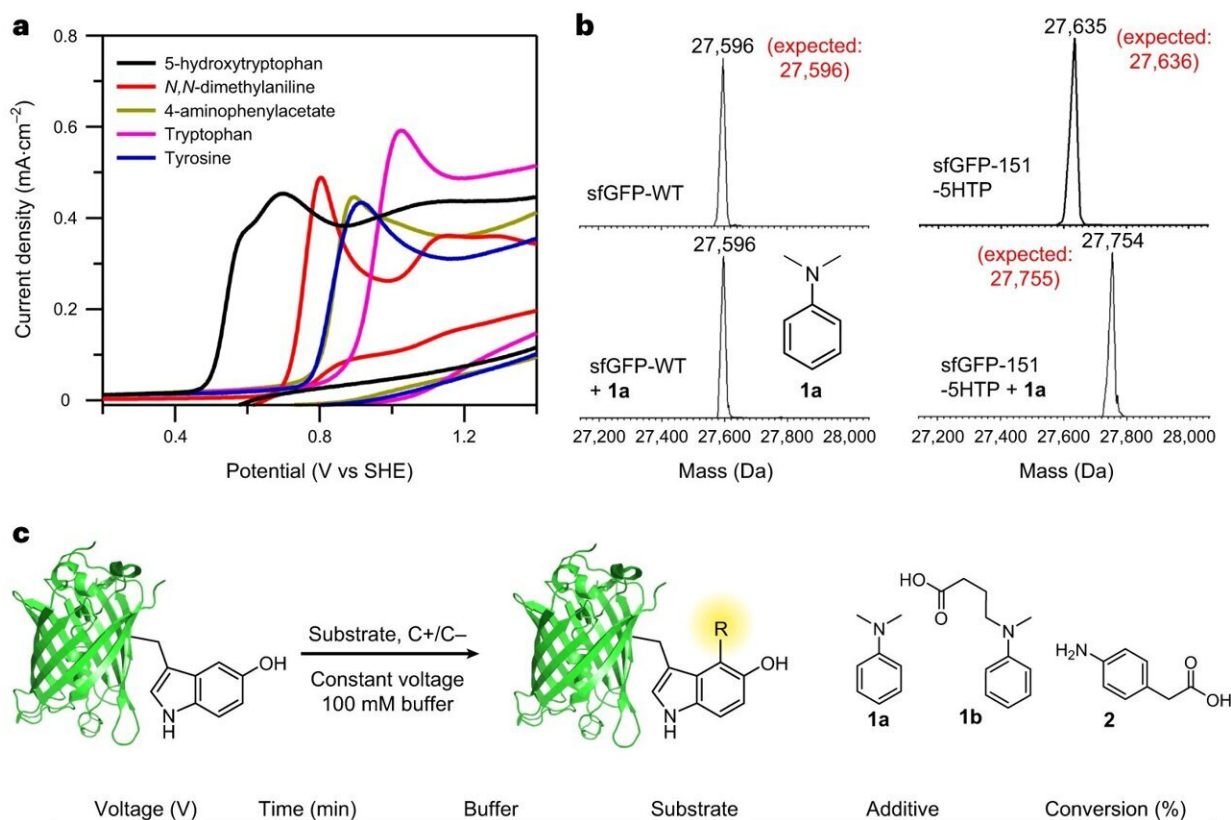 a
0.8
0.6
0.4
0.2
0
Current density (mA·cm⁻²)
5-hydroxytryptophan
N,N-dimethylaniline
4-aminophenylacetate
Tryptophan
Tyrosine
0.4 0.8 1.2
Potential (V vs SHE)
b
27,596
(expected:
27,596)
sfGFP-WT
27,596
N
1a
sfGFP-WT
+ 1a
27,200 27,400 27,600 27,800 28,000
Mass (Da)
27,635
(expected:
27,636)
sfGFP-151
-5HTP
27,754
(expected:
27,755)
sfGFP-151
-5HTP + 1a
27,200 27,400 27,600 27,800 28,000
Mass (Da)
c
OH
N
H
Substrate, C+/C–
Constant voltage
100 mM buffer
R
OH
N
H
N
1a
HO
O
N
1b
H₂N
O
OH
2
Voltage (V) Time (min) Buffer Substrate Additive Conversion (%)